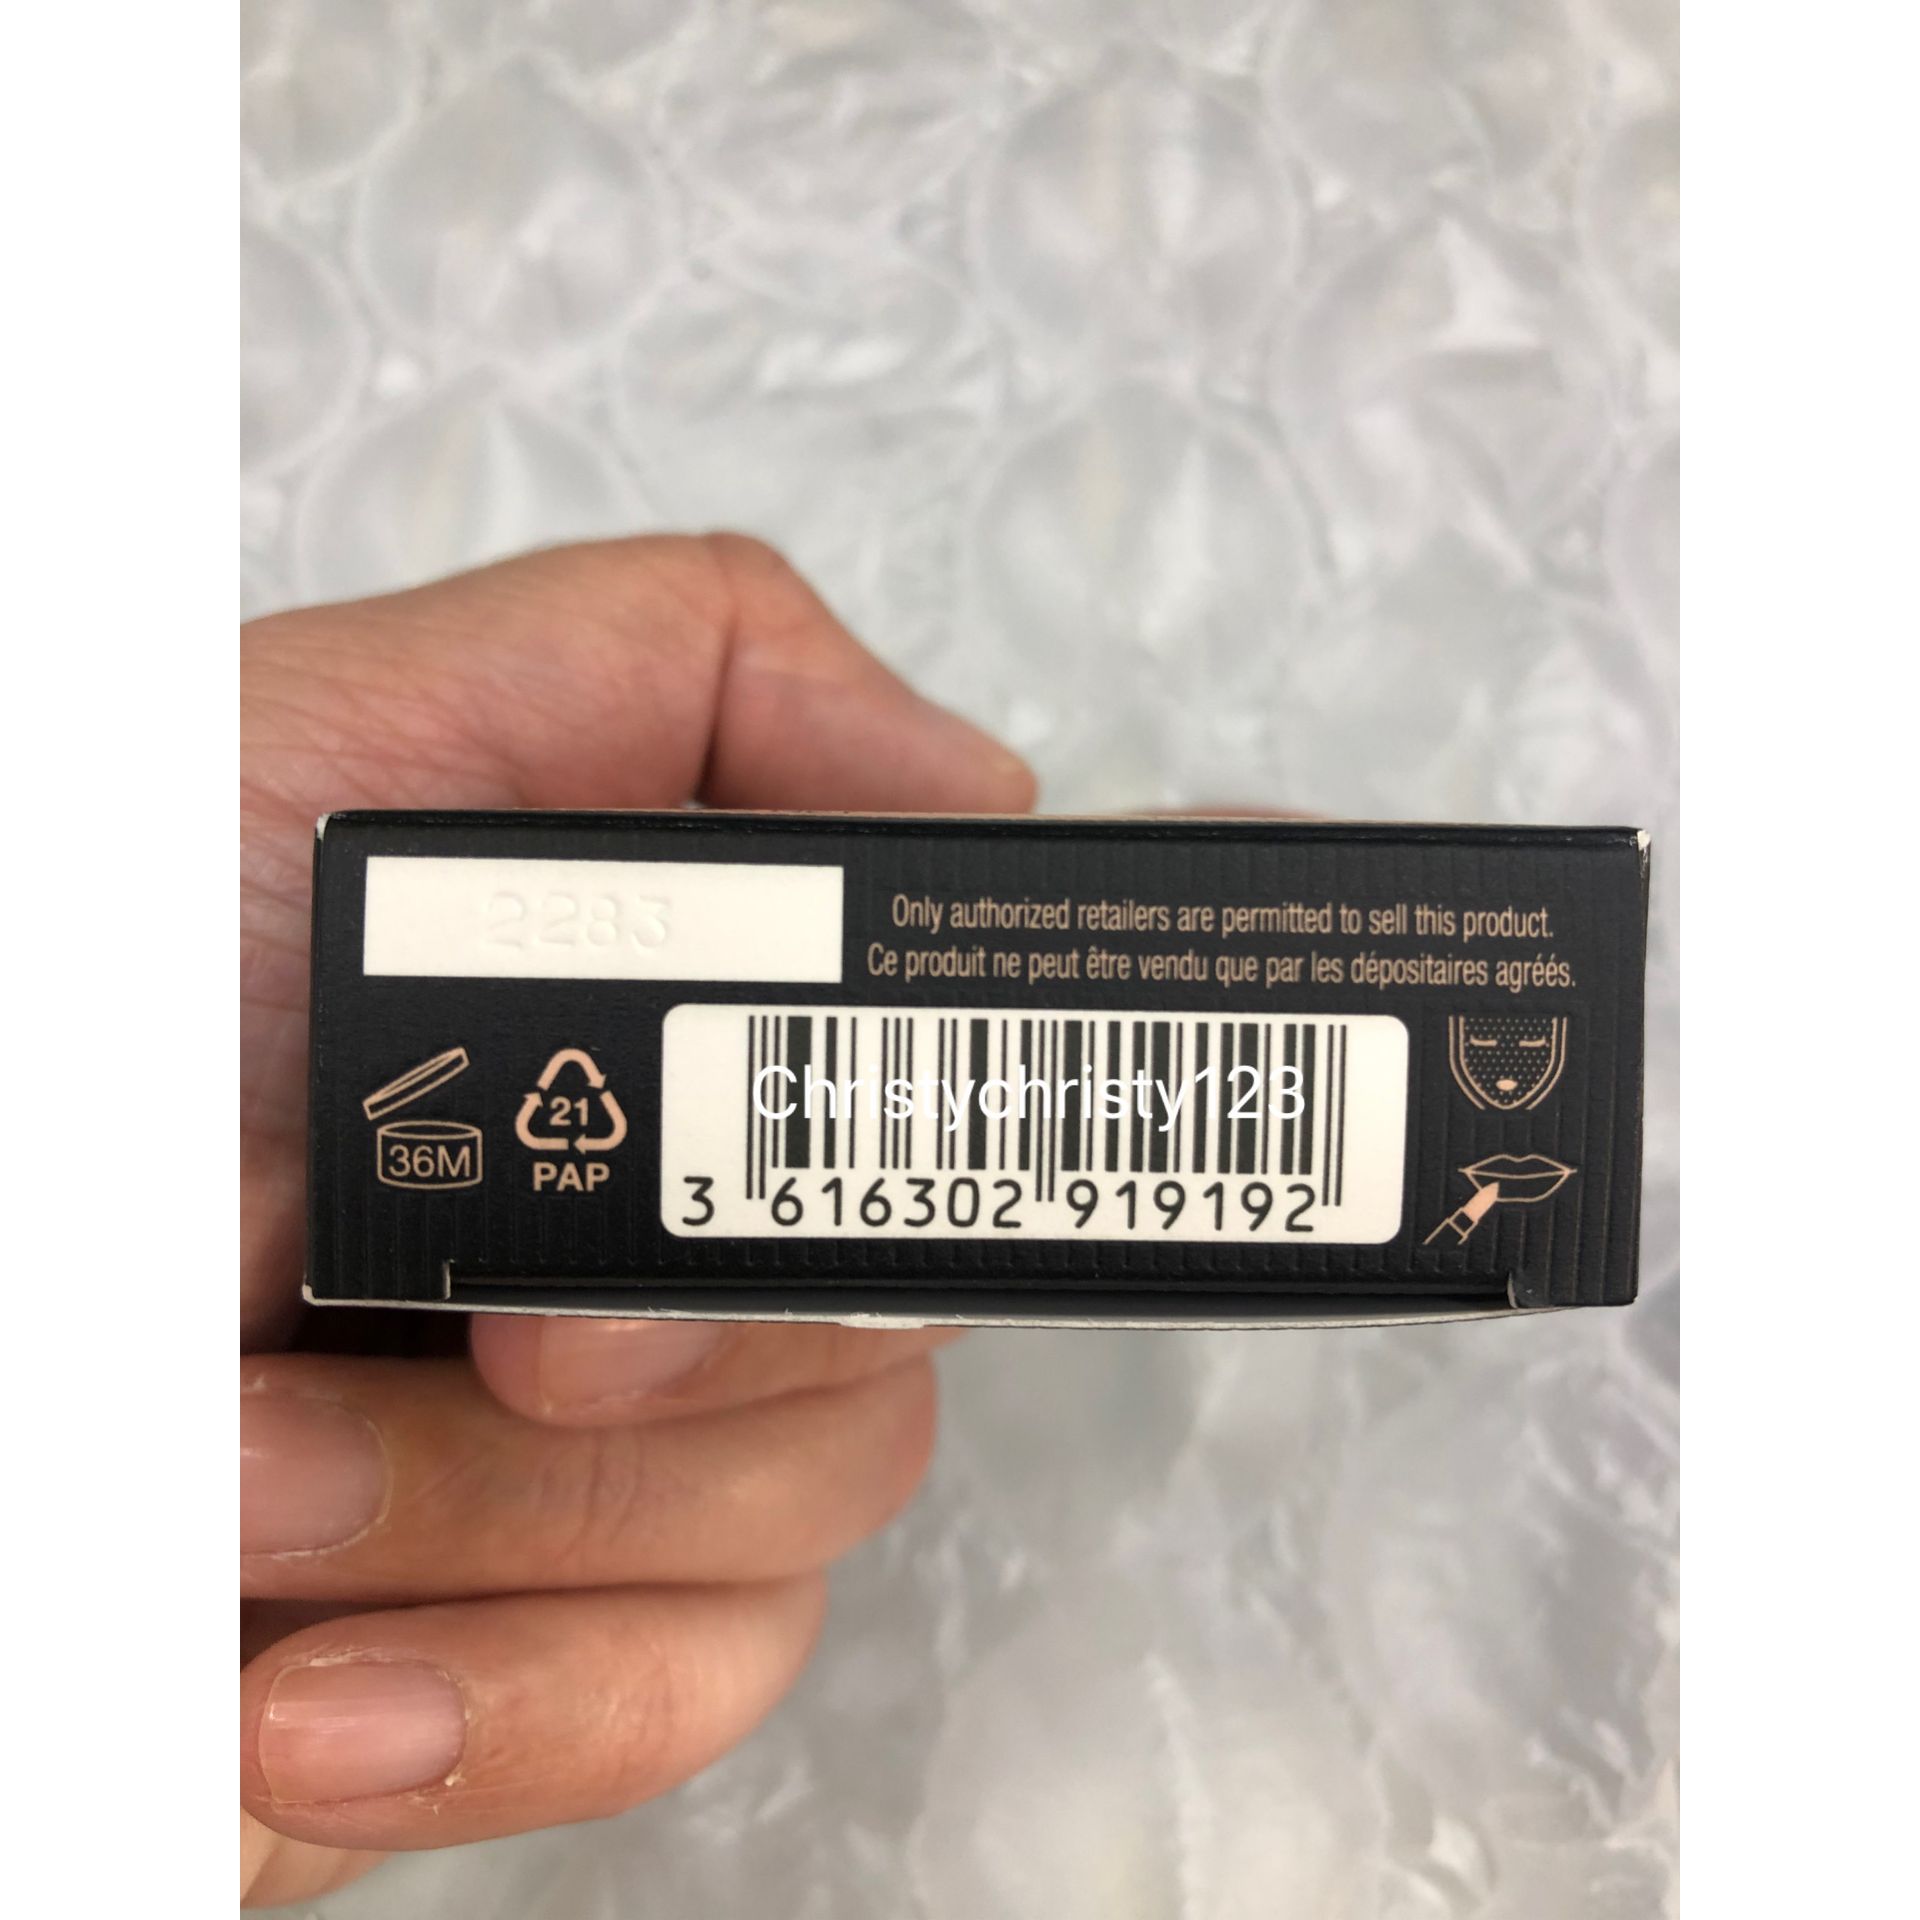 2283
Only authorized retailers are permitted to sell this product.
Ce produit ne peut être vendu que par les dépositaires agréés.
36M
21
PAP
Christychristy123
3 616302 919192